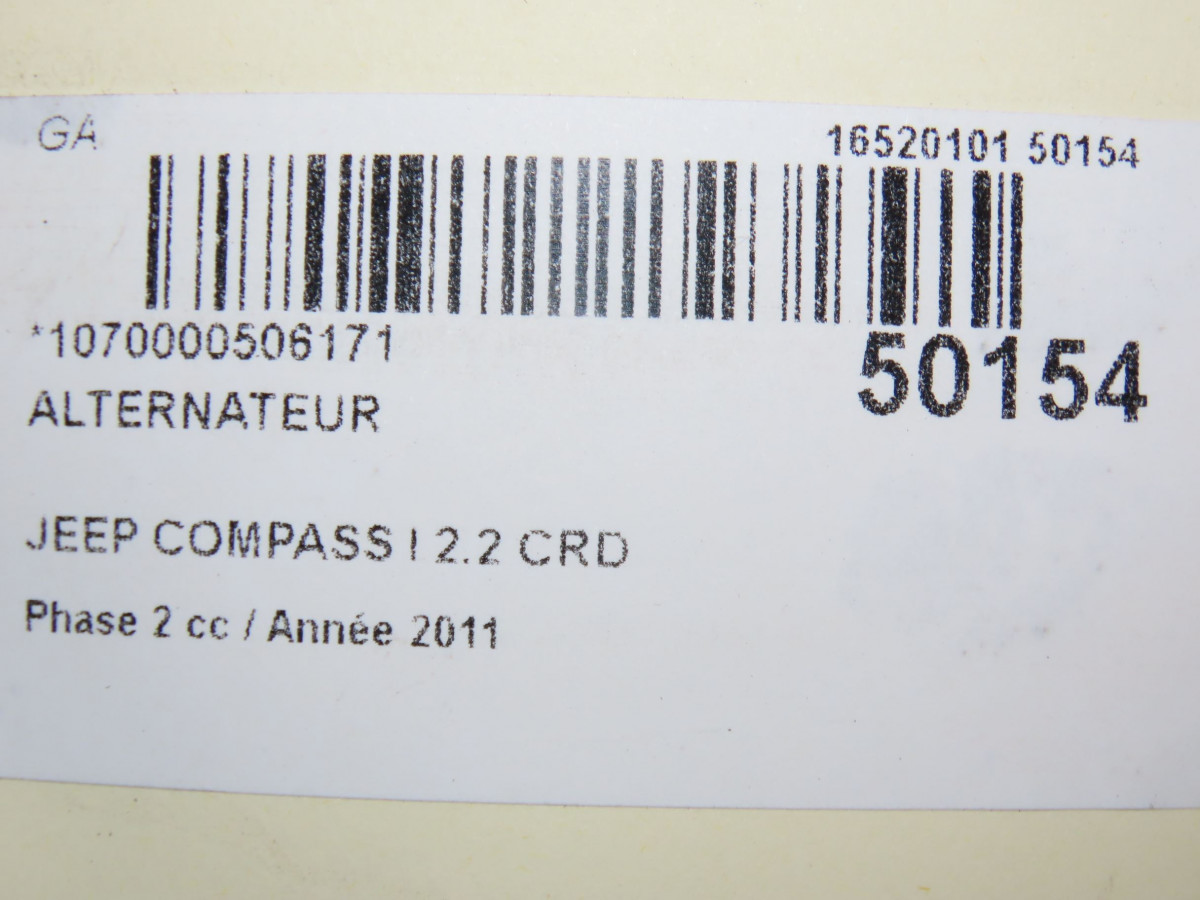 GA
16520101 50154
*1070000506171
50154
ALTERNATEUR
JEEP COMPASS I 2.2 CRD
Phase 2 cc / Année 2011